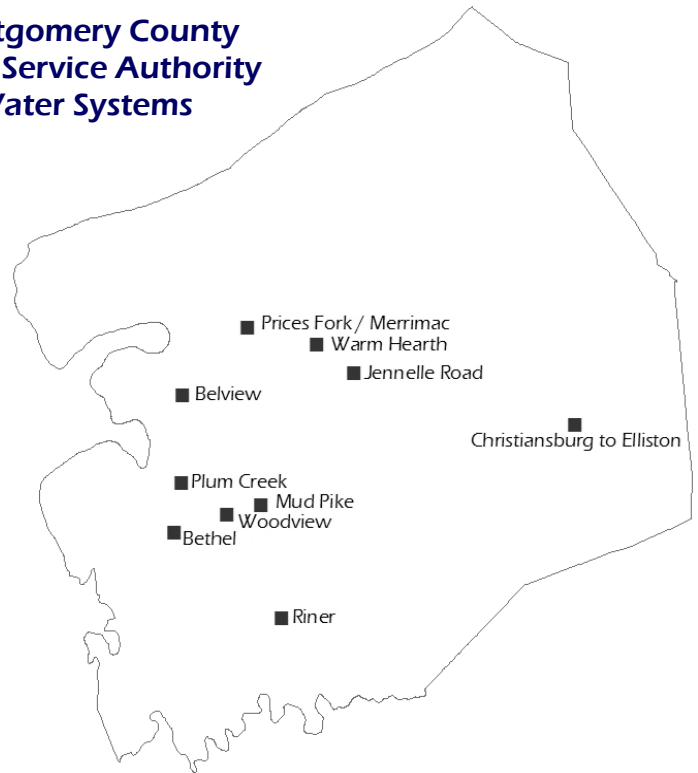 tgomery County
Service Authority
Water Systems
Prices Fork / Merrimac
Warm Hearth
Jennelle Road
Belview
Christiansburg to Elliston
Plum Creek
Mud Pike
Woodview
Bethel
Riner